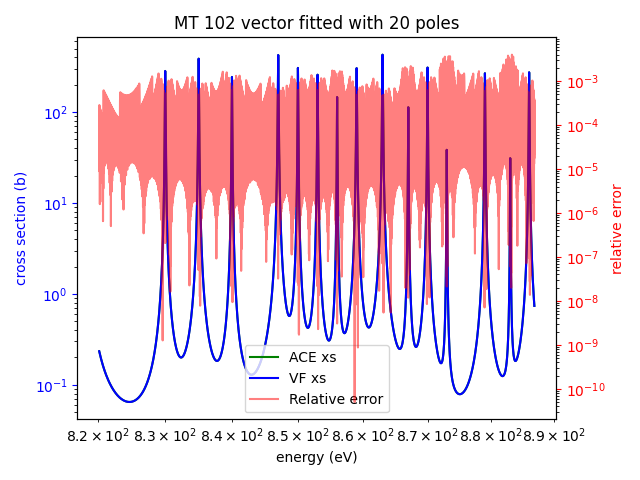 MT 102 vector fitted with 20 poles
cross section (b)
10²
10¹
10⁰
10⁻¹
10⁻³
10⁻⁴
10⁻⁵
10⁻⁶
10⁻⁷
10⁻⁸
10⁻⁹
10⁻¹⁰
relative error
ACE xs
VF xs
Relative error
8.2 × 10² 8.3 × 10² 8.4 × 10² 8.5 × 10² 8.6 × 10² 8.7 × 10² 8.8 × 10² 8.9 × 10²
energy (eV)